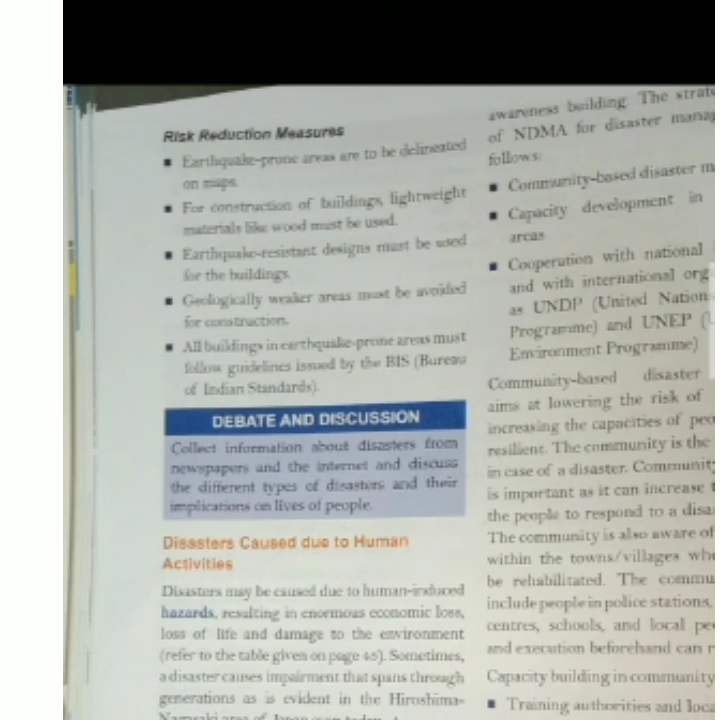 Risk Reduction Measures
▪ Earthquake-prone areas are to be delineated
on maps.
▪ For construction of buildings, lightweight
materials like wood must be used.
▪ Earthquake-resistant designs must be used
for the buildings.
▪ Geologically weaker areas must be avoided
for construction.
▪ All buildings in earthquake-prone areas must
follow guidelines issued by the BIS (Bureau
of Indian Standards).
DEBATE AND DISCUSSION
Collect information about disasters from
newspapers and the internet and discuss
the different types of disasters and their
implications on lives of people.
Disasters Caused due to Human
Activities
Disasters may be caused due to human-induced
hazards, resulting in enormous economic loss,
loss of life and damage to the environment
(refer to the table given on page 45). Sometimes,
a disaster causes impairment that spans through
generations as is evident in the Hiroshima-
area of Japan even today.
awareness building. The
of NDMA for disaster
follows:
▪ Community-based disaster
▪ Capacity development in
areas
▪ Cooperation with national
and with international
as UNDP (United
Programme) and UNEP
Environment Programme)
Community-based disaster
aims at lowering the risk of
increasing the capacities of
resilient. The community is the
in case of a disaster.
is important as it can increase
the people to respond to a
The community is also aware of
within the towns/villages
be rehabilitated. The
include people in police stations,
centres, schools, and local
and execution beforehand can
Capacity building in community
▪ Training authorities and